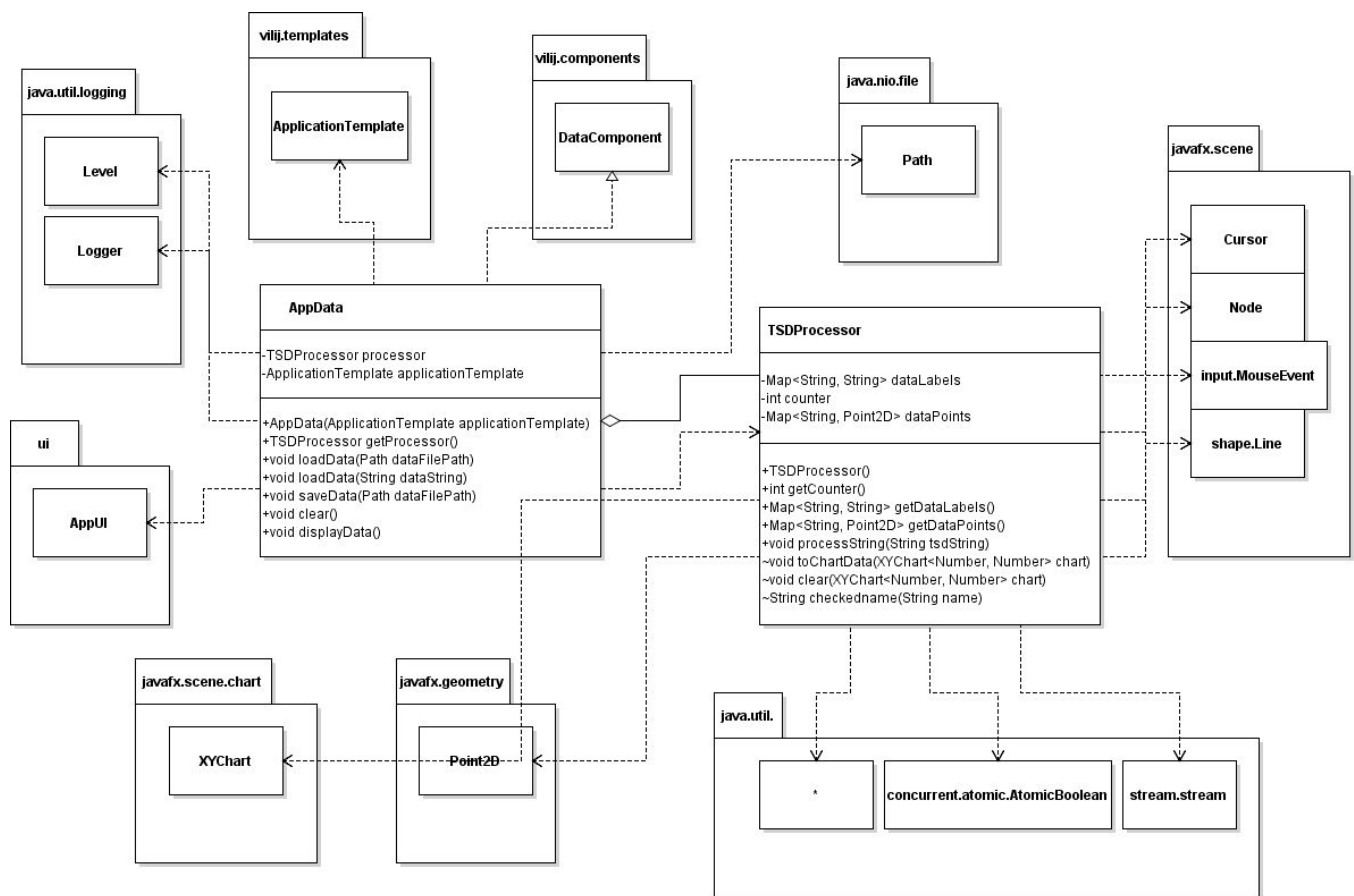 vilij.templates
ApplicationTemplate
vilij.components
DataComponent
java.util.logging
Level
Logger
java.nio.file
Path
javafx.scene
Cursor
Node
input.MouseEvent
shape.Line
AppData
-TSDProcessor processor
-ApplicationTemplate applicationTemplate
+AppData(ApplicationTemplate applicationTemplate)
+TSDProcessor getProcessor()
+void loadData(Path dataFilePath)
+void loadData(String dataString)
+void saveData(Path dataFilePath)
+void clear()
+void displayData()
TSDProcessor
-Map<String, String> dataLabels
-int counter
-Map<String, Point2D> dataPoints
+TSDProcessor()
+int getCounter()
+Map<String, String> getDataLabels()
+Map<String, Point2D> getDataPoints()
+void processString(String tsdString)
~void toChartData(XYChart<Number, Number> chart)
~void clear(XYChart<Number, Number> chart)
~String checkedname(String name)
ui
AppUI
javafx.scene.chart
XYChart
javafx.geometry
Point2D
java.util.
*
concurrent.atomic.AtomicBoolean
stream.stream